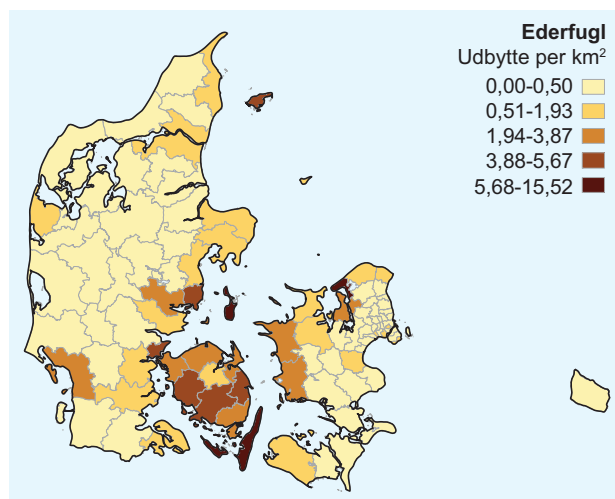 Ederfugl
Udbytte per km²
0,00-0,50
0,51-1,93
1,94-3,87
3,88-5,67
5,68-15,52